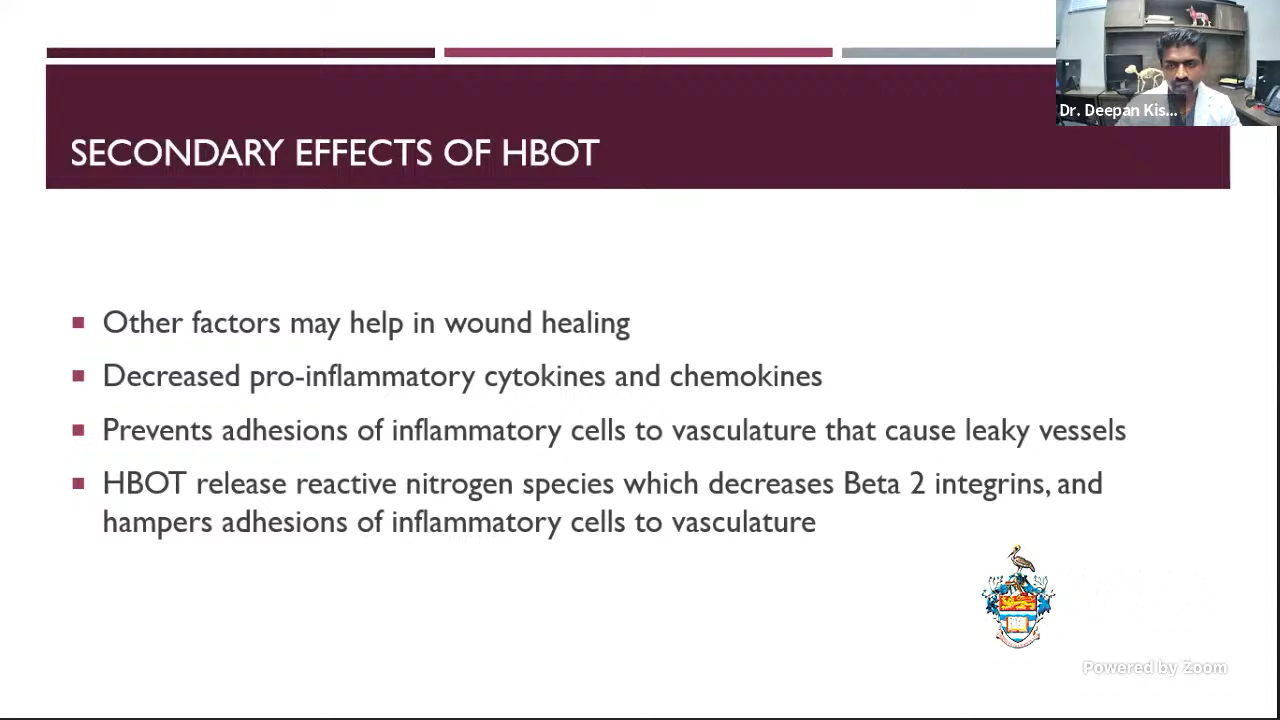 Dr. Deepan Kis...
SECONDARY EFFECTS OF HBOT
Other factors may help in wound healing
Decreased pro-inflammatory cytokines and chemokines
Prevents adhesions of inflammatory cells to vasculature that cause leaky vessels
HBOT release reactive nitrogen species which decreases Beta 2 integrins, and
hampers adhesions of inflammatory cells to vasculature
Powered by Zoom